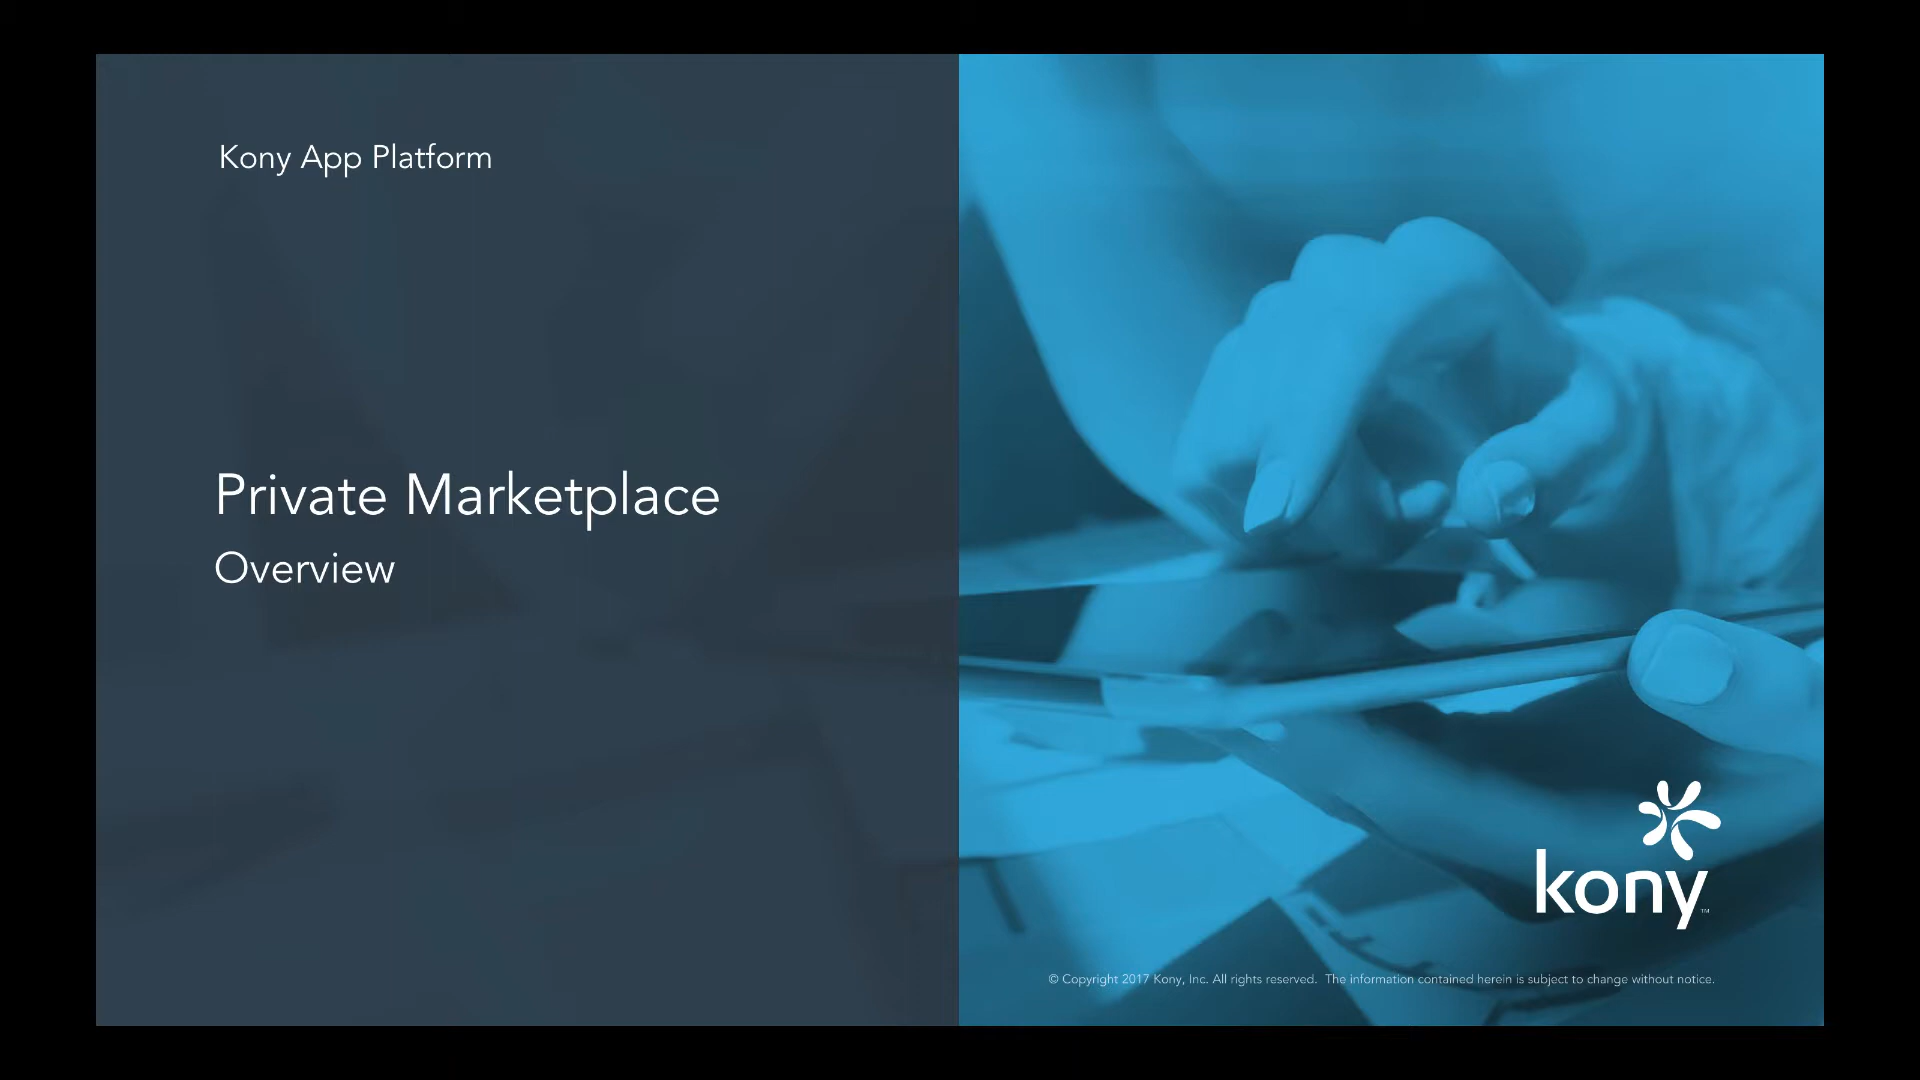 Kony App Platform
Private Marketplace
Overview
kony™
© Copyright 2017 Kony, Inc. All rights reserved. The information contained herein is subject to change without notice.